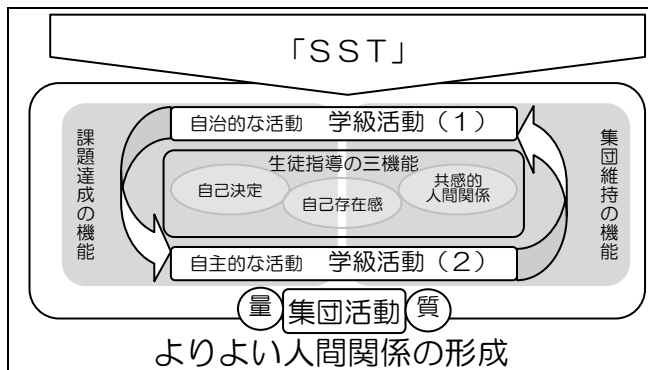 「ＳＳＴ」
課題達成の機能
自治的な活動　学級活動（１）
生徒指導の三機能
自己決定
自己存在感
共感的
人間関係
自主的な活動　学級活動（２）
集団維持の機能
量
集団活動
質
よりよい人間関係の形成